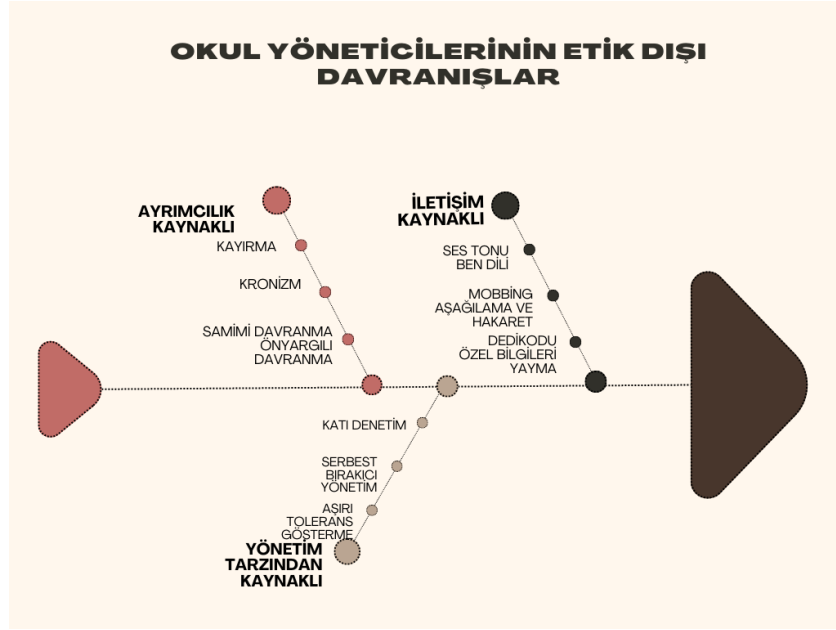 OKUL YÖNETİCİLERİNİN ETİK DIŞI
DAVRANIŞLAR
AYRIMCILIK
KAYNAKLI
KAYIRMA
KRONİZM
SAMİMİ DAVRANMA
ÖNYARGILI
DAVRANMA
İLETİŞİM
KAYNAKLI
SES TONU
BEN DİLİ
MOBBİNG
AŞAĞILAMA VE
HAKARET
DEDİKODU
ÖZEL BİLGİLERİ
YAYMA
KATI DENETİM
SERBEST
BIRAKICI
YÖNETİM
AŞIRI
TOLERANS
GÖSTERME
YÖNETİM
TARZINDAN
KAYNAKLI